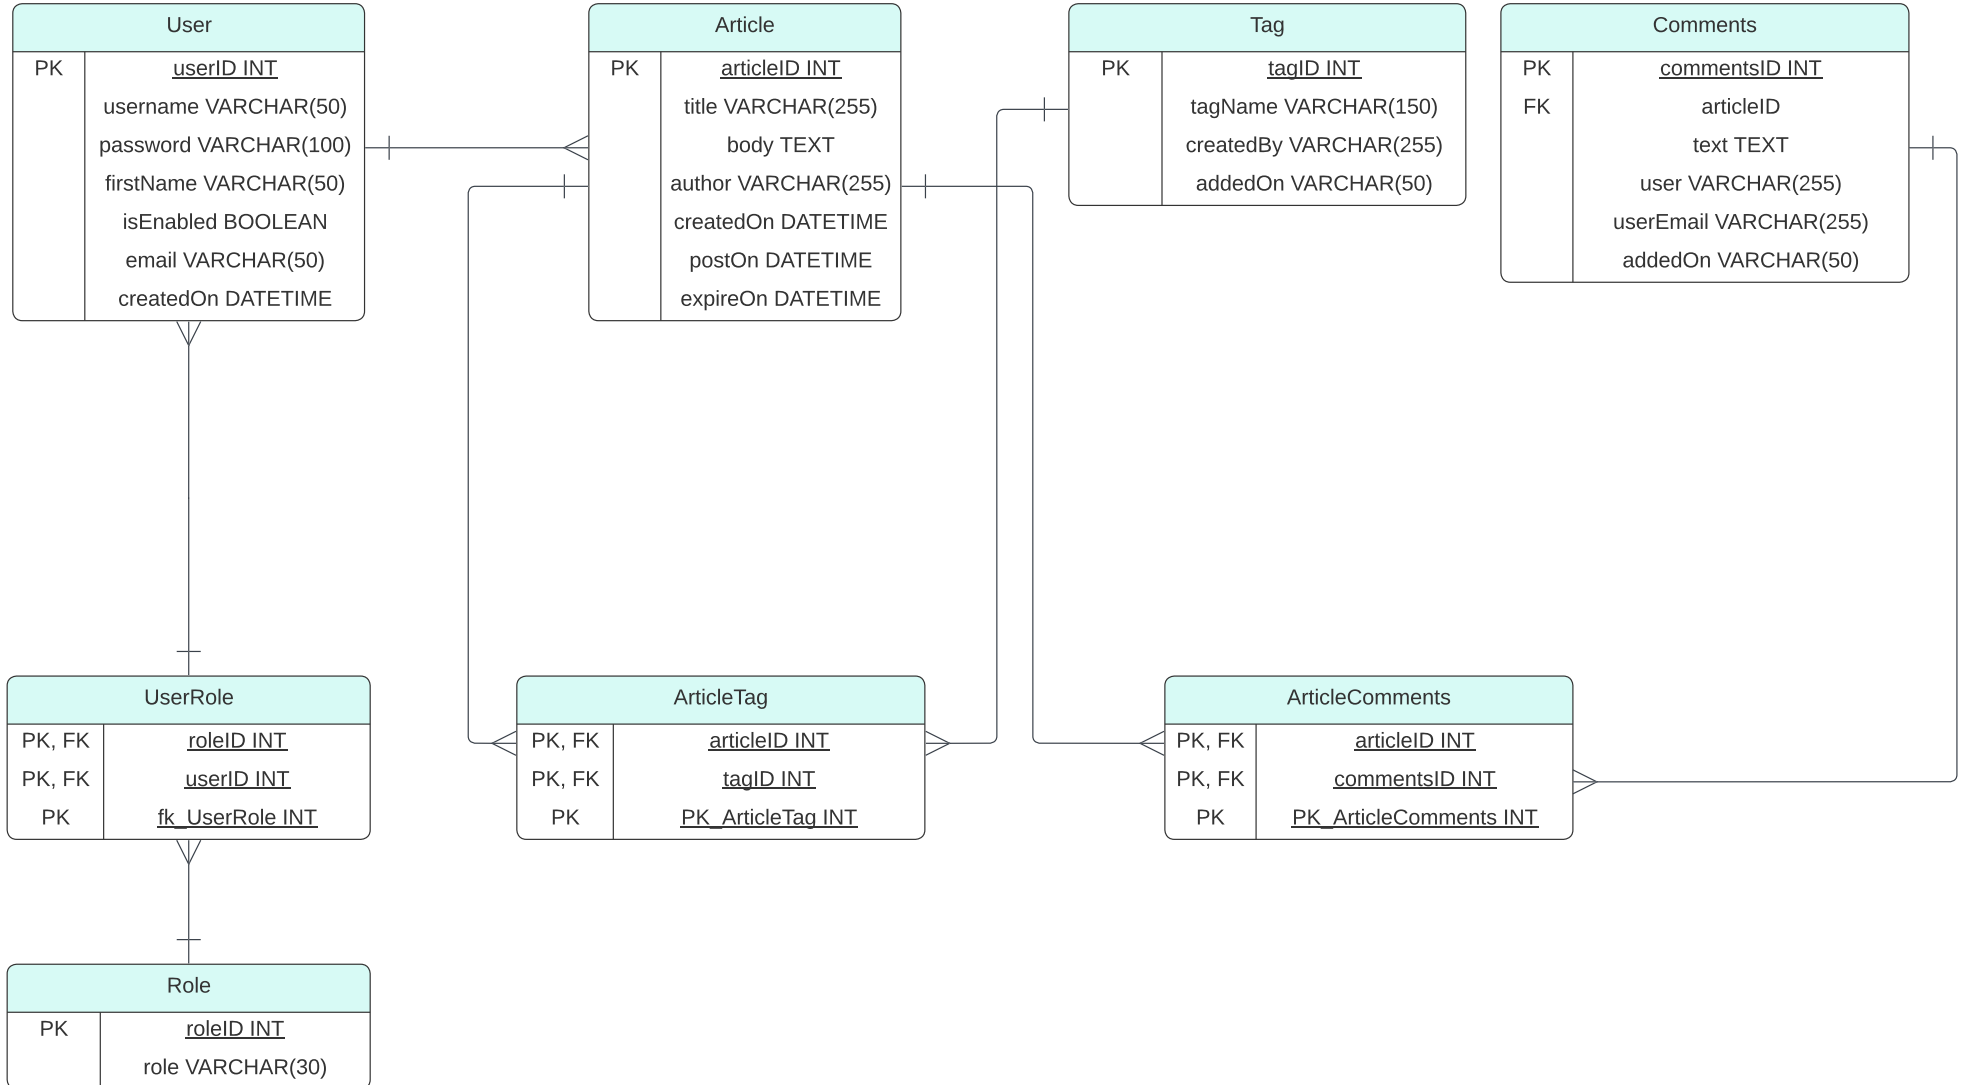 User
PK userID INT
username VARCHAR(50)
password VARCHAR(100)
firstName VARCHAR(50)
isEnabled BOOLEAN
email VARCHAR(50)
createdOn DATETIME
Article
PK articleID INT
title VARCHAR(255)
body TEXT
author VARCHAR(255)
createdOn DATETIME
postOn DATETIME
expireOn DATETIME
Tag
PK tagID INT
tagName VARCHAR(150)
createdBy VARCHAR(255)
addedOn VARCHAR(50)
Comments
PK commentsID INT
FK articleID
text TEXT
user VARCHAR(255)
userEmail VARCHAR(255)
addedOn VARCHAR(50)
UserRole
PK, FK roleID INT
PK, FK userID INT
PK fk_UserRole INT
ArticleTag
PK, FK articleID INT
PK, FK tagID INT
PK PK_ArticleTag INT
ArticleComments
PK, FK articleID INT
PK, FK commentsID INT
PK PK_ArticleComments INT
Role
PK roleID INT
role VARCHAR(30)